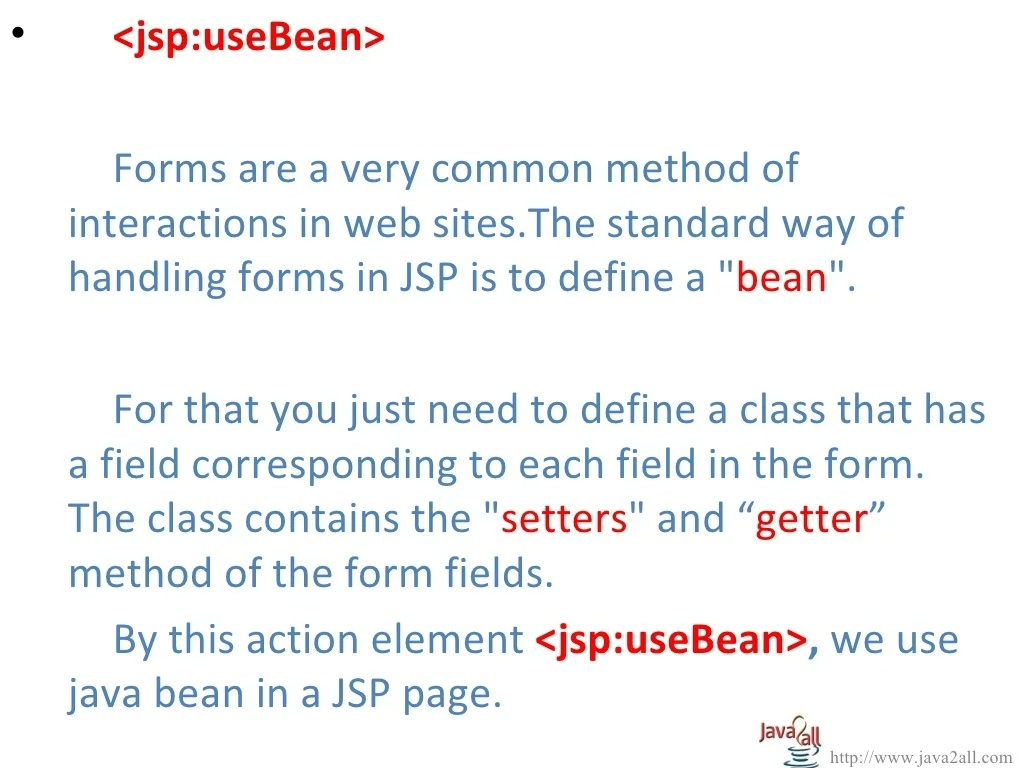 • <jsp:useBean>
Forms are a very common method of
interactions in web sites.The standard way of
handling forms in JSP is to define a "bean".
For that you just need to define a class that has
a field corresponding to each field in the form.
The class contains the "setters" and “getter”
method of the form fields.
By this action element <jsp:useBean>, we use
java bean in a JSP page.
Java2all
http://www.java2all.com